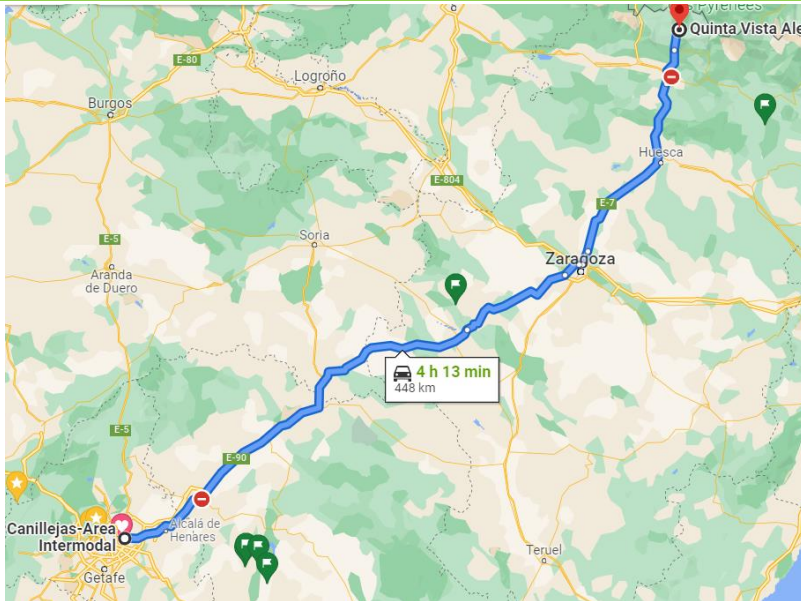 Pyrenees
Quinta Vista Ale
E-80
Logroño
Burgos
E-804
Huesca
E-7
E-5
Soria
Zaragoza
Aranda
de Duero
4 h 13 min
448 km
E-5
E-90
Canillejas-Área
Intermodal
Alcalá de
Henares
Getafe
Teruel